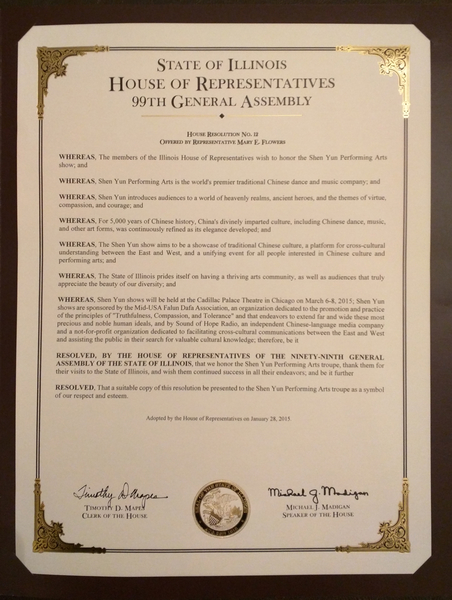 STATE OF ILLINOIS
HOUSE OF REPRESENTATIVES
99TH GENERAL ASSEMBLY
HOUSE RESOLUTION NO. 11
OFFERED BY REPRESENTATIVE MARY E. FLOWERS
WHEREAS, The members of the Illinois House of Representatives wish to honor the Shen Yun Performing Arts
show; and
WHEREAS, Shen Yun Performing Arts is the world's premier traditional Chinese dance and music company; and
WHEREAS, Shen Yun introduces audiences to a world of heavenly realms, ancient heroes, and the themes of virtue,
compassion, and courage; and
WHEREAS, For 5,000 years of Chinese history, China's divinely imparted culture, including Chinese dance, music,
and other art forms, was continuously refined as its elegance developed; and
WHEREAS, The Shen Yun show aims to be a showcase of traditional Chinese culture, a platform for cross-cultural
understanding between the East and West, and a unifying event for all people interested in Chinese culture and
performing arts; and
WHEREAS, The State of Illinois prides itself on having a thriving arts community, as well as audiences that truly
appreciate the beauty of our diversity; and
WHEREAS, Shen Yun shows will be held at the Cadillac Palace Theatre in Chicago on March 6-8, 2015; Shen Yun
shows are sponsored by the Mid-USA Falun Dafa Association, an organization dedicated to the promotion and practice
of the principles of "Truthfulness, Compassion, and Tolerance" and that endeavors to extend far and wide these most
precious and noble human ideals, and by Sound of Hope Radio, an independent Chinese-language media company
and a not-for-profit organization dedicated to facilitating cross-cultural communications between the East and West
and assisting the public in their search for valuable cultural knowledge; therefore, be it
RESOLVED, BY THE HOUSE OF REPRESENTATIVES OF THE NINETY-NINTH GENERAL
ASSEMBLY OF THE STATE OF ILLINOIS, that we honor the Shen Yun Performing Arts troupe, thank them
for their visits to the State of Illinois, and wish them continued success in all their endeavors; and be it further
RESOLVED, That a suitable copy of this resolution be presented to the Shen Yun Performing Arts troupe as a symbol
of our respect and esteem.
Adopted by the House of Representatives on January 28, 2015
Timothy D. Mapes
Michael J. Madigan
TIMOTHY D. MAPES
CLERK OF THE HOUSE
MICHAEL J. MADIGAN
SPEAKER OF THE HOUSE